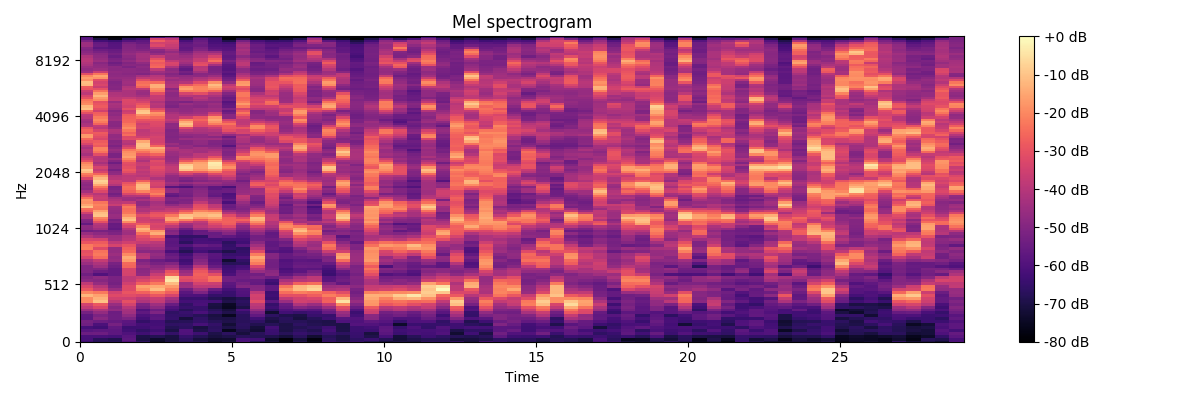 Mel spectrogram
Hz
8192
4096
2048
1024
512
0
0 5 10 15 20 25
Time
+0 dB
-10 dB
-20 dB
-30 dB
-40 dB
-50 dB
-60 dB
-70 dB
-80 dB